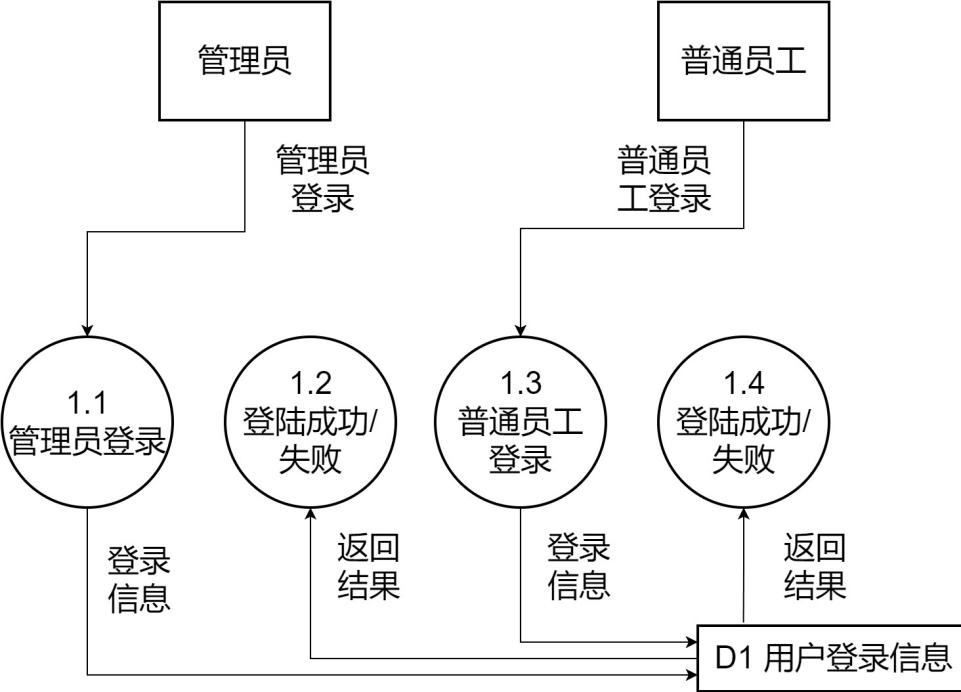 管理员
普通员工
管理员
登录
普通员
工登录
1.1
管理员登录
1.2
登陆成功/
失败
1.3
普通员工
登录
1.4
登陆成功/
失败
登录
信息
返回
结果
登录
信息
返回
结果
D1 用户登录信息